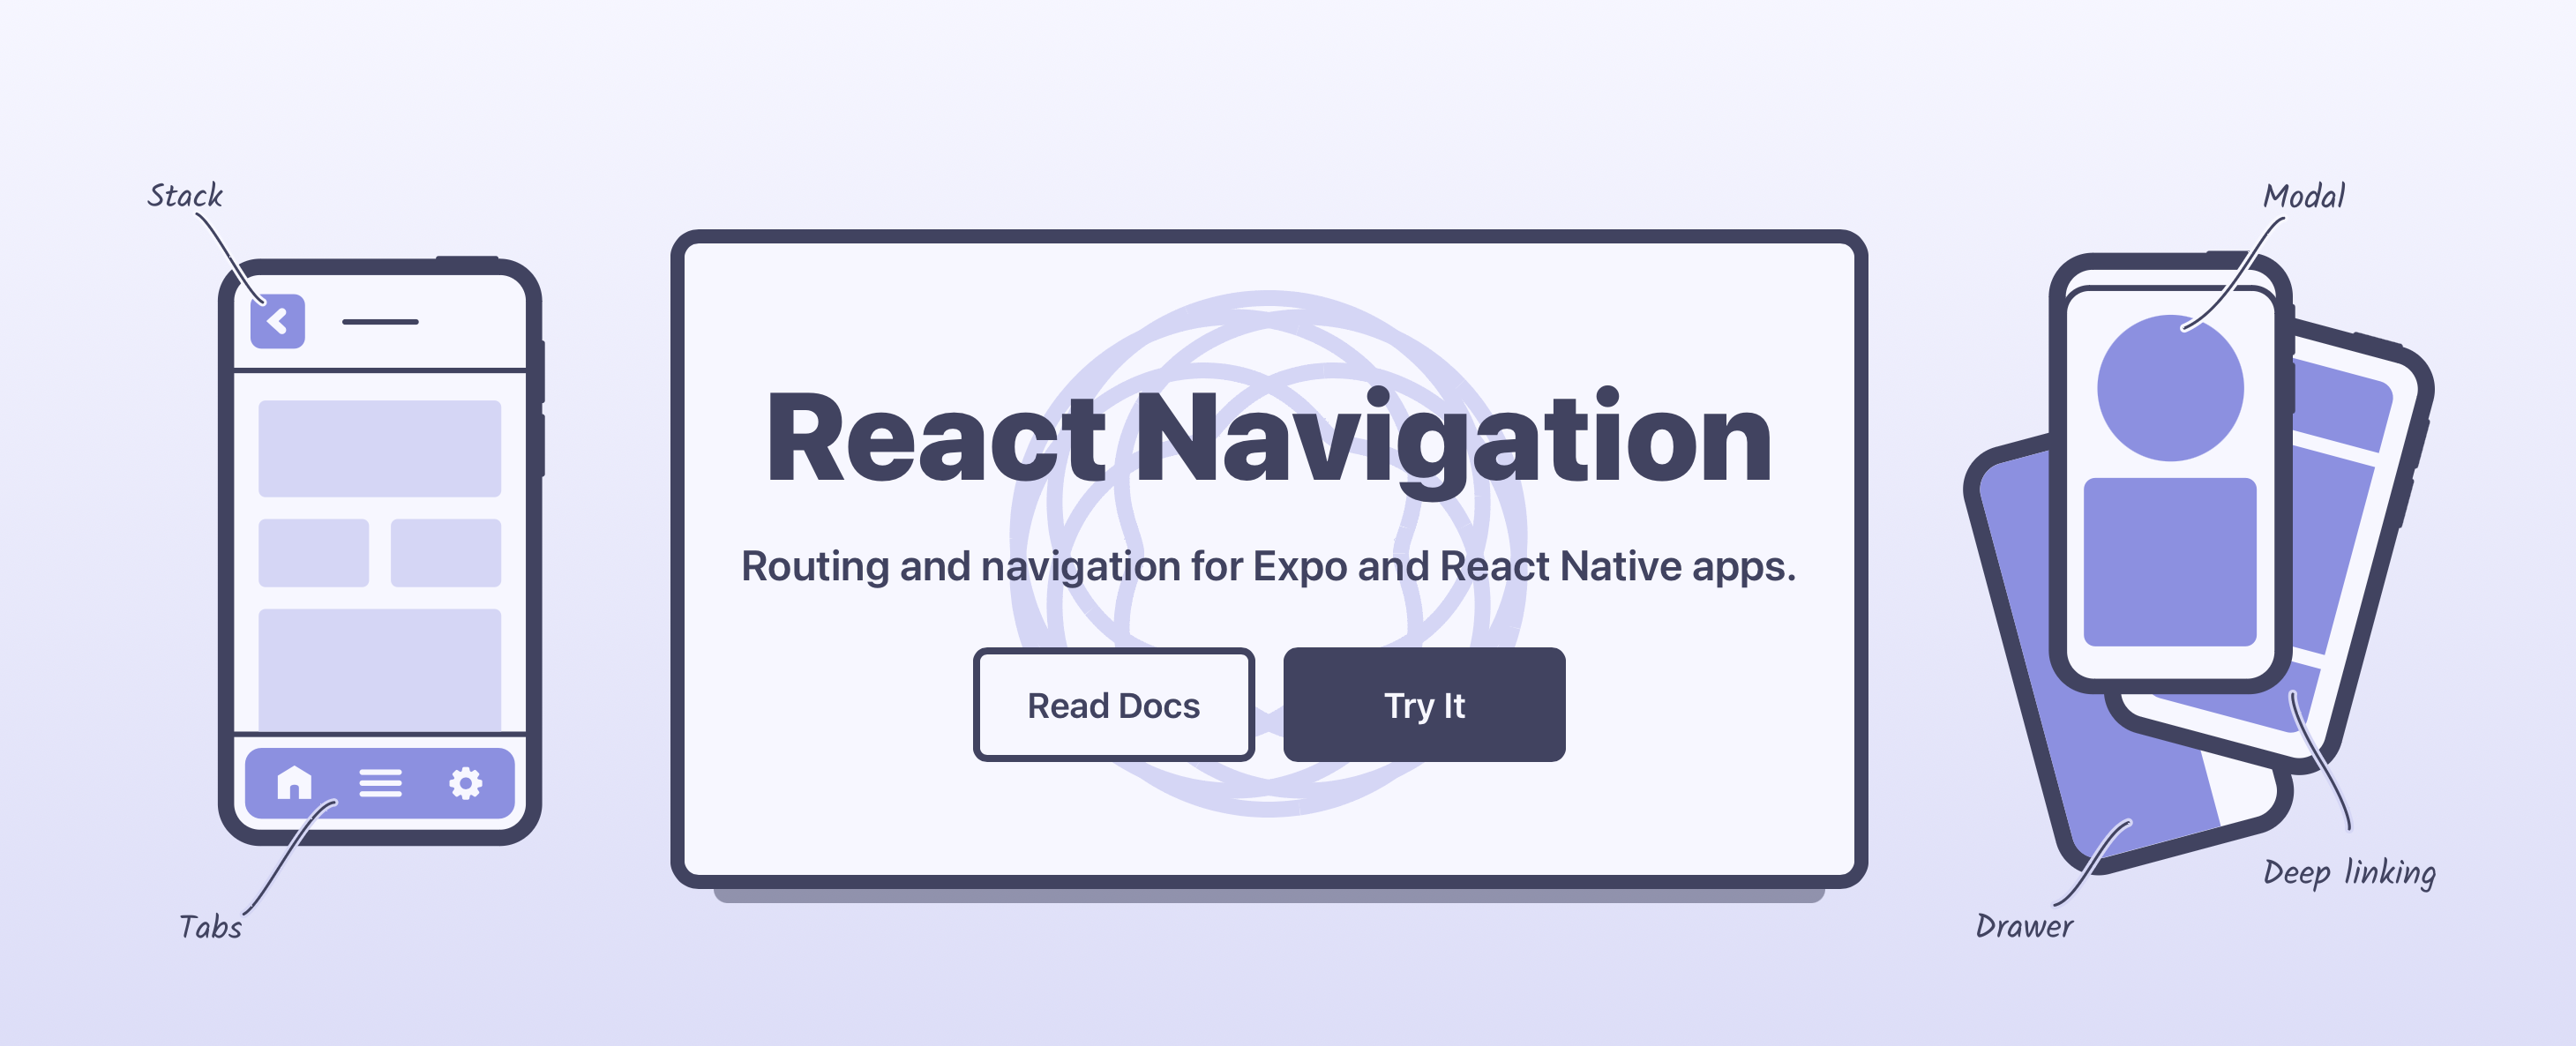 Stack
Modal
React Navigation
Routing and navigation for Expo and React Native apps.
Read Docs
Try It
Deep linking
Tabs
Drawer